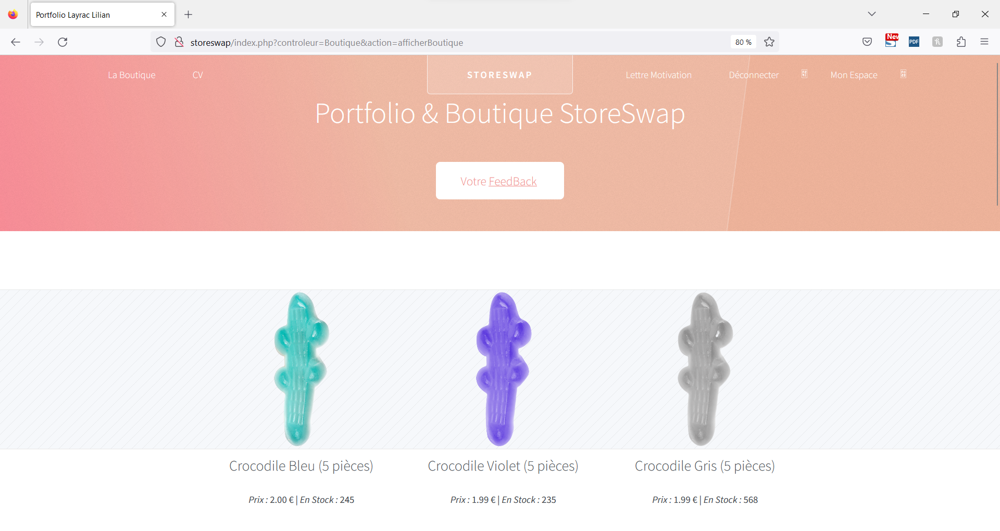 Portfolio Layrac Lilian
storeswap/index.php?controleur=Boutique&action=afficherBoutique
80 %
New
PDF
La Boutique
CV
STORESWAP
Lettre Motivation
Déconnecter
Mon Espace
Portfolio & Boutique StoreSwap
Votre FeedBack
Crocodile Bleu (5 pièces)
Crocodile Violet (5 pièces)
Crocodile Gris (5 pièces)
Prix : 2.00 € | En Stock : 245
Prix : 1.99 € | En Stock : 235
Prix : 1.99 € | En Stock : 568